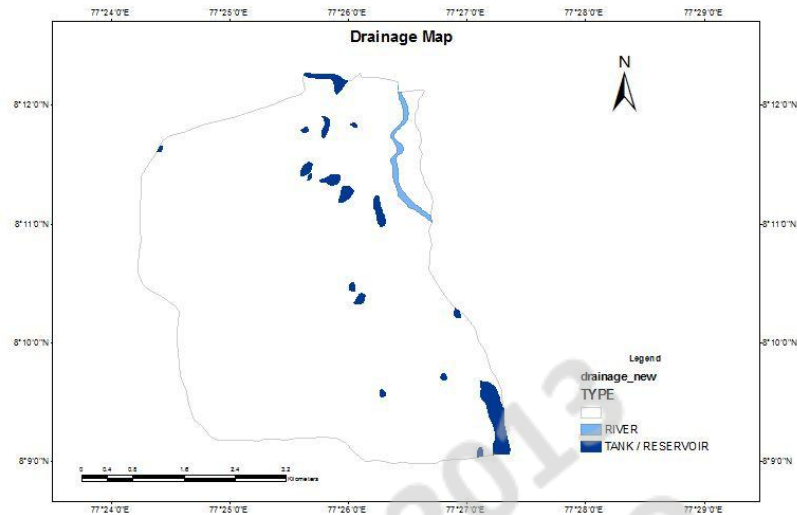 77°24'0"E 77°25'0"E 77°26'0"E 77°27'0"E 77°28'0"E 77°29'0"E
Drainage Map
N
8°12'0"N 8°12'0"N
8°11'0"N 8°11'0"N
8°10'0"N 8°10'0"N
Legend
drainage_new
TYPE
RIVER
TANK / RESERVOIR
8°9'0"N 8°9'0"N
0 0.4 0.8 1.6 2.4 3.2
Kilometers
77°24'0"E 77°25'0"E 77°26'0"E 77°27'0"E 77°28'0"E 77°29'0"E
2013